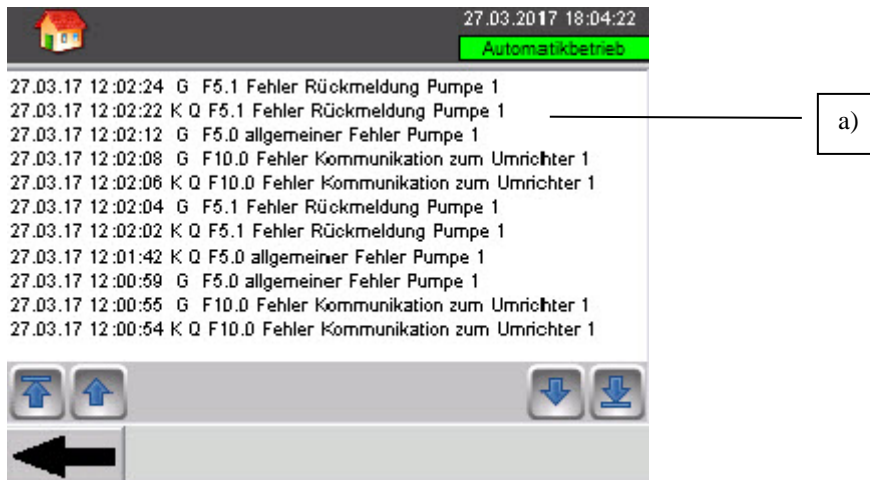 27.03.2017 18:04:22
Automatikbetrieb
27.03.17 12:02:24 G F5.1 Fehler Rückmeldung Pumpe 1
27.03.17 12:02:22 K Q F5.1 Fehler Rückmeldung Pumpe 1
a)
27.03.17 12:02:12 G F5.0 allgemeiner Fehler Pumpe 1
27.03.17 12:02:08 G F10.0 Fehler Kommunikation zum Umrichter 1
27.03.17 12:02:06 K Q F10.0 Fehler Kommunikation zum Umrichter 1
27.03.17 12:02:04 G F5.1 Fehler Rückmeldung Pumpe 1
27.03.17 12:02:02 K Q F5.1 Fehler Rückmeldung Pumpe 1
27.03.17 12:01:42 K Q F5.0 allgemeiner Fehler Pumpe 1
27.03.17 12:00:59 G F5.0 allgemeiner Fehler Pumpe 1
27.03.17 12:00:55 G F10.0 Fehler Kommunikation zum Umrichter 1
27.03.17 12:00:54 K Q F10.0 Fehler Kommunikation zum Umrichter 1